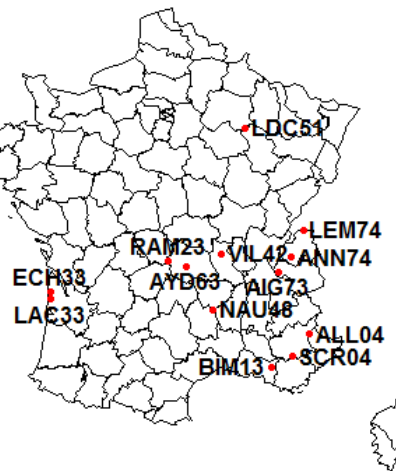 LDC51
LEM74
RAM23
VIL42
ANN74
AYD63
AIG73
ECH33
LAC33
NAU48
ALL04
SCR04
BIM13